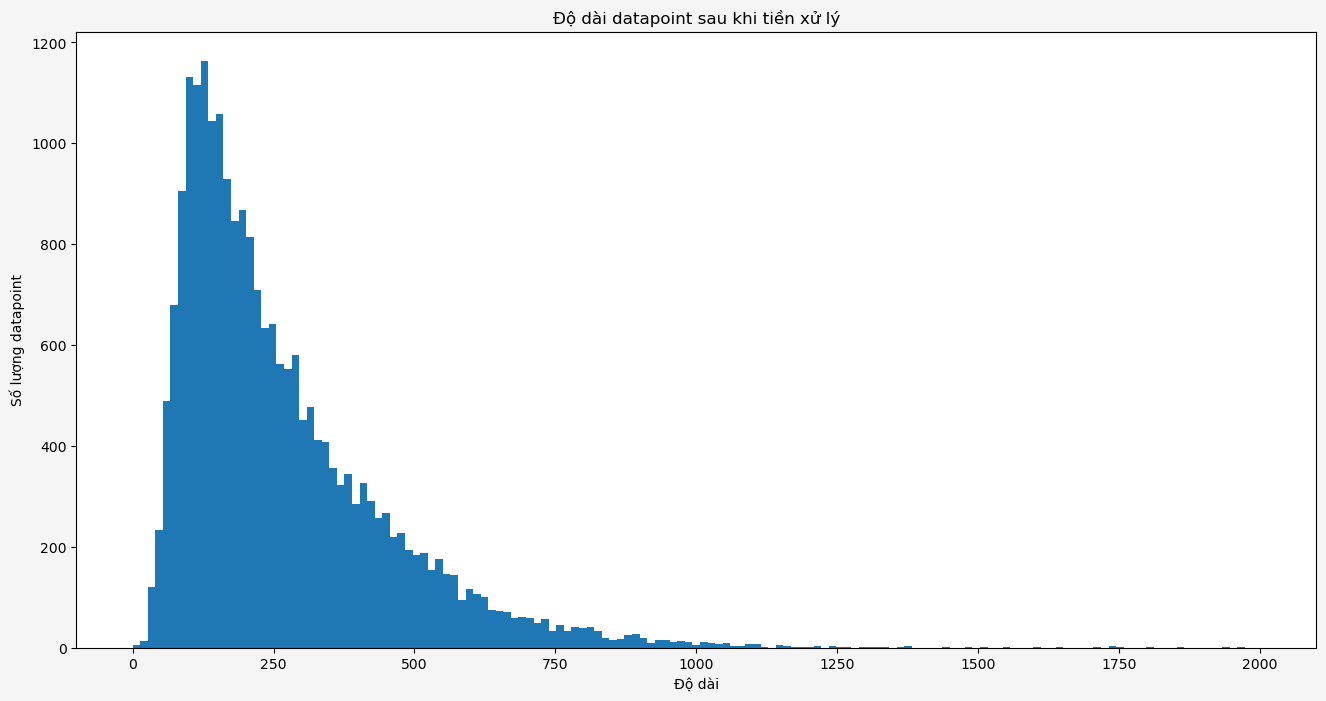 Độ dài datapoint sau khi tiền xử lý
1200
1000
800
600
400
200
0
Số lượng datapoint
0 250 500 750 1000 1250 1500 1750 2000
Độ dài